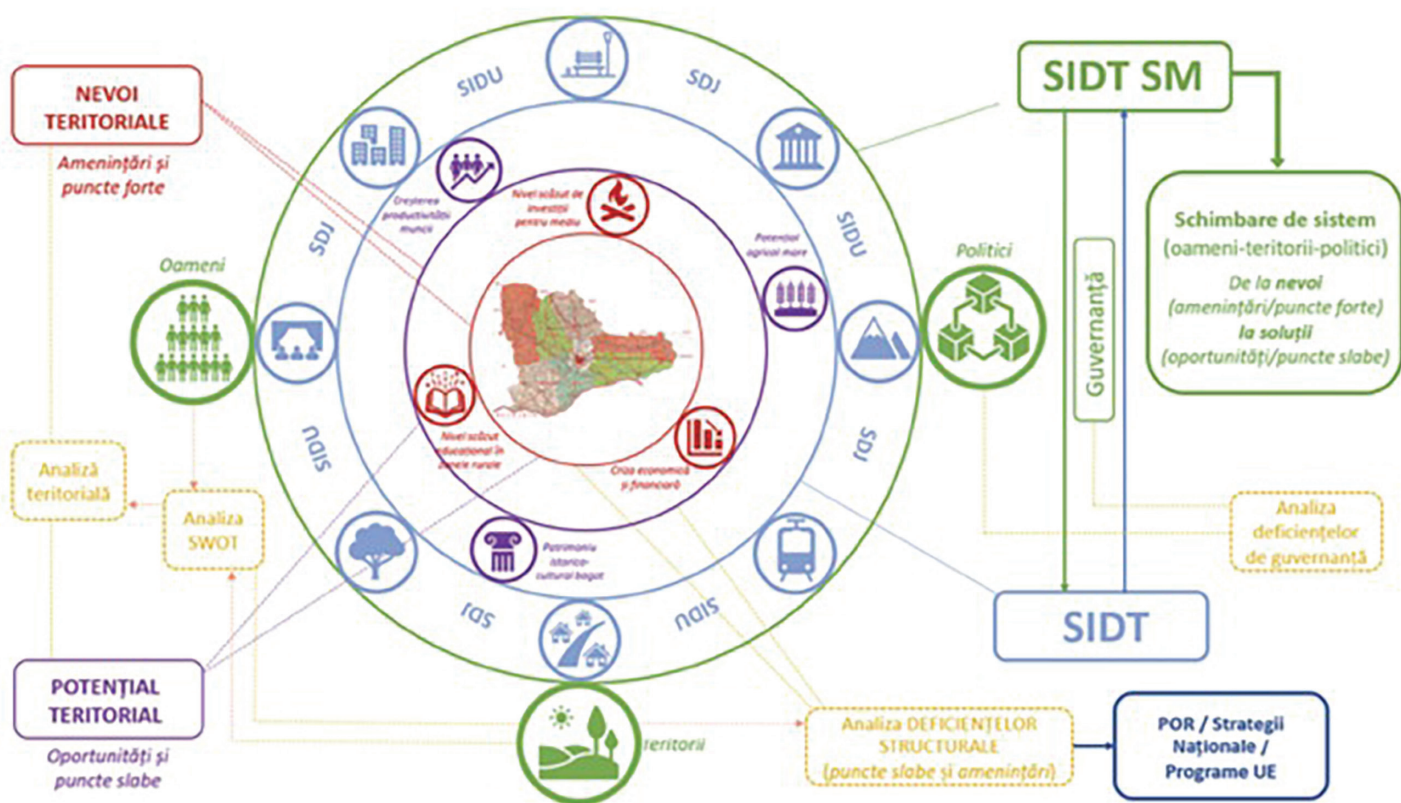 NEVOI
TERITORIALE
Amenințări și
puncte forte
SIDU
SDJ
SIDT SM
Creșterea
productivității
muncii
Nivel scăzut de
investiții
pentru mediu
SDJ
SIDU
Potențial
agricol mare
Oameni
Politici
Guvernanță
Schimbare de sistem
(oameni-teritorii-politici)
De la nevoi
(amenințări/puncte forte)
la soluții
(oportunități/puncte slabe)
SIDU
SDJ
Nivel scăzut
educațional în
zonele rurale
Criza economică
și financiară
Analiză
teritorială
Analiza
SWOT
Analiza
deficiențelor
de guvernanță
Patrimoniu
istorico-
cultural bogat
SDJ
SIDU
SIDT
POTENȚIAL
TERITORIAL
Oportunități și
puncte slabe
teritorii
Analiza DEFICIENȚELOR
STRUCTURALE
(puncte slabe și amenințări)
POR / Strategii
Naționale /
Programe UE